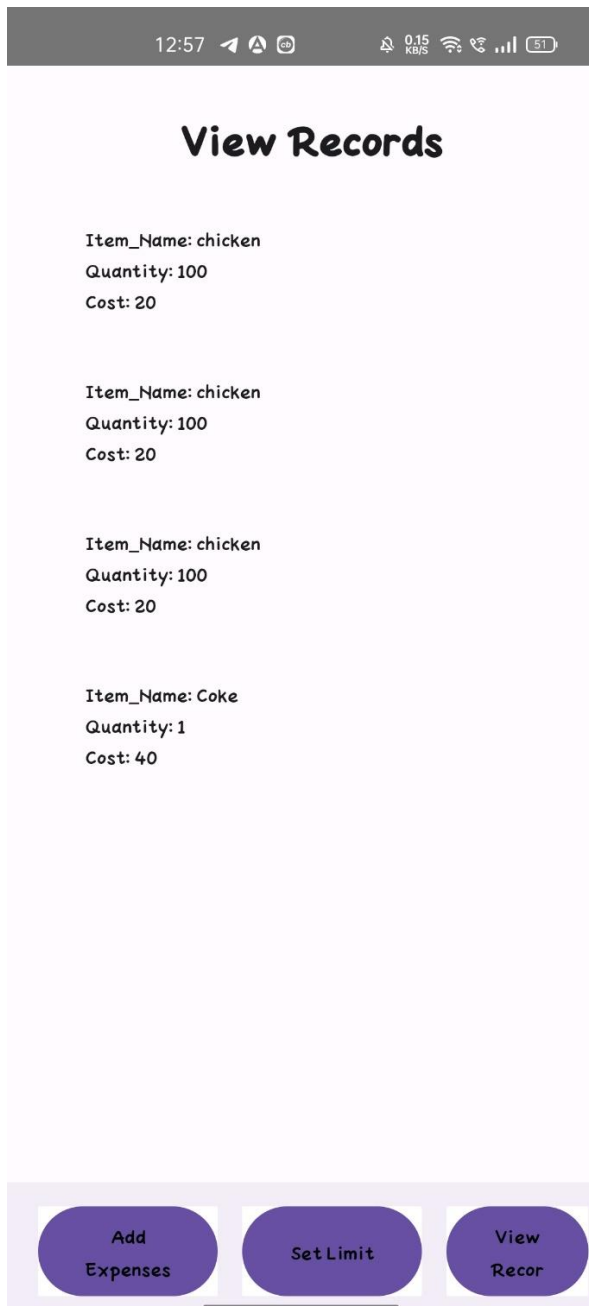 12:57 0.15 KB/S 51
View Records
Item_Name: chicken
Quantity: 100
Cost: 20
Item_Name: chicken
Quantity: 100
Cost: 20
Item_Name: chicken
Quantity: 100
Cost: 20
Item_Name: Coke
Quantity: 1
Cost: 40
Add
Expenses
Set Limit
View
Recor